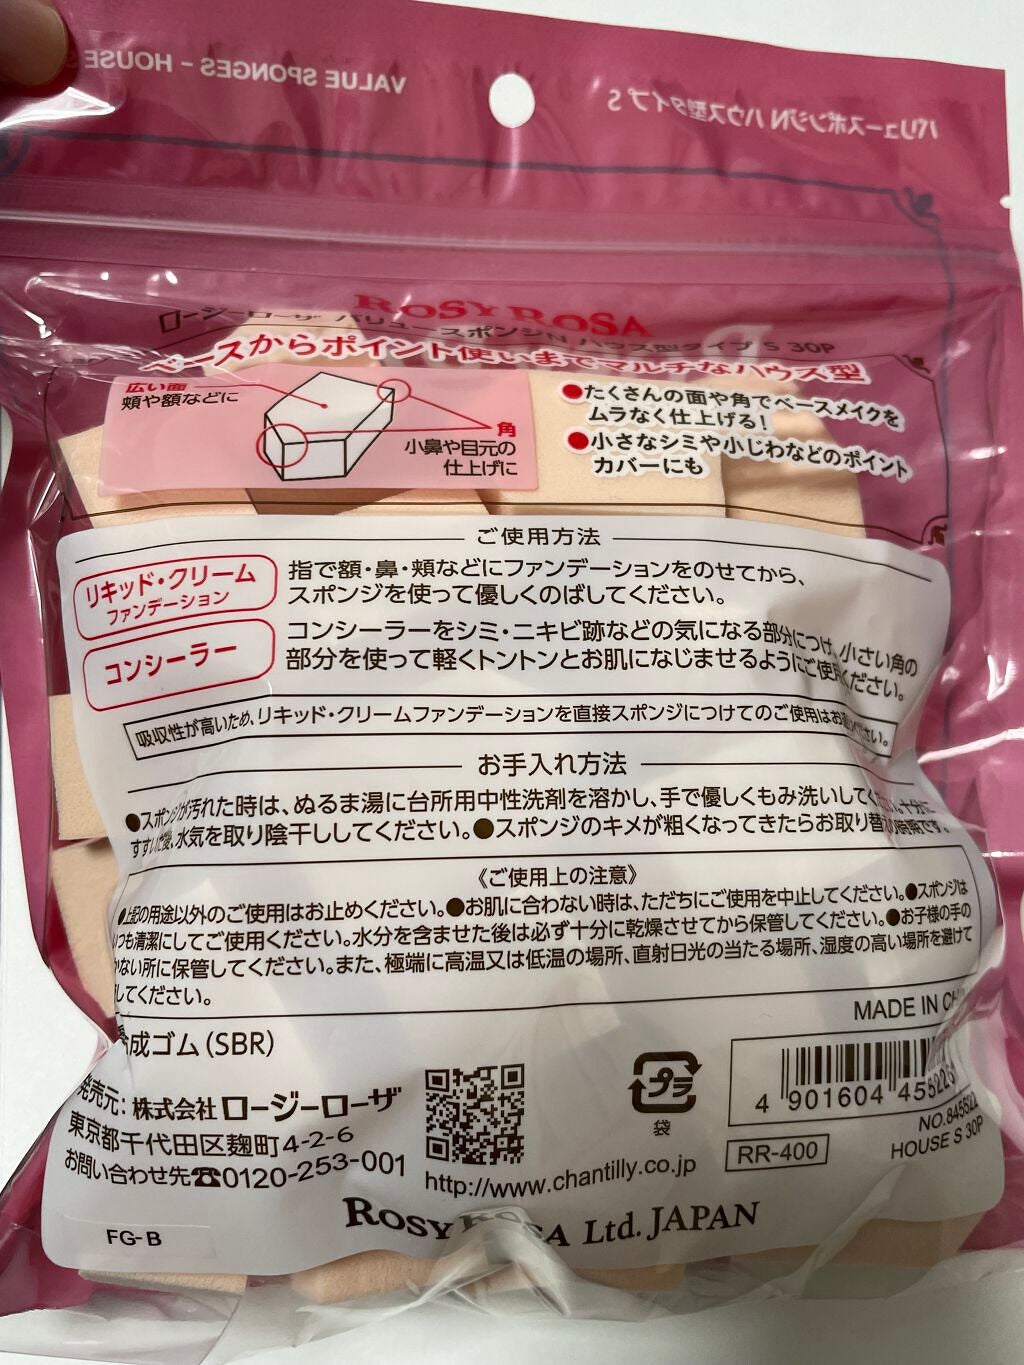 VALUE SPONGES - HOUSE
バリュースポンジN ハウス型タイプ S
ROSY ROSA
ロージーローザ バリュースポンジN ハウス型タイプ S 30P
ベースからポイント使いまでマルチなハウス型
広い面
頬や額などに
角
小鼻や目元の
仕上げに
●たくさんの面や角でベースメイクを
ムラなく仕上げる!
●小さなシミや小じわなどのポイント
カバーにも
ご使用方法
リキッド・クリーム
ファンデーション
指で額・鼻・頬などにファンデーションをのせてから、
スポンジを使って優しくのばしてください。
コンシーラー
コンシーラーをシミ・ニキビ跡などの気になる部分につけ、小さい角の
部分を使って軽くトントンとお肌になじませるようにご使用ください。
吸収性が高いため、リキッド・クリームファンデーションを直接スポンジにつけてのご使用はお避けください。
お手入れ方法
●スポンジが汚れた時は、ぬるま湯に台所用中性洗剤を溶かし、手で優しくもみ洗いしてください。十分に
すすいだ後、水気を取り陰干ししてください。●スポンジのキメが粗くなってきたらお取り替えの時期です。
《ご使用上の注意》
●上記の用途以外のご使用はお止めください。●お肌に合わない時は、ただちにご使用を中止してください。●スポンジは
いつも清潔にしてご使用ください。水分を含ませた後は必ず十分に乾燥させてから保管してください。●お子様の手の
ない所に保管してください。また、極端に高温又は低温の場所、直射日光の当たる場所、湿度の高い場所を避けて
してください。
MADE IN
成ゴム(SBR)
発売元:株式会社ロージーローザ
東京都千代田区麹町4-2-6
お問い合わせ先☎0120-253-001
http://www.chantilly.co.jp
プラ
袋
4 901604 45522
NO.845522
HOUSE S 30P
RR-400
ROSY ROSA Ltd. JAPAN
FG-B